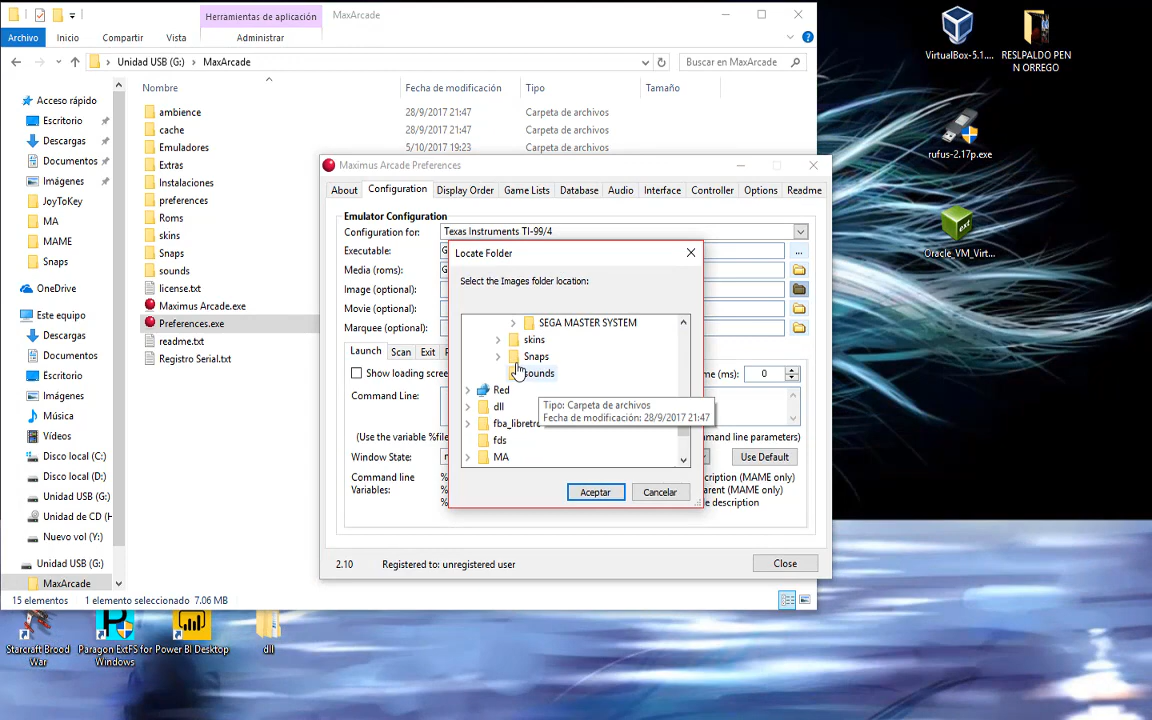 Herramientas de aplicación
MaxArcade
Archivo
Inicio
Compartir
Vista
Administrar
Unidad USB (G:)
MaxArcade
Buscar en MaxArcade
Nombre
Fecha de modificación
Tipo
Tamaño
Acceso rápido
Escritorio
Descargas
Documentos
Imágenes
JoyToKey
MA
MAME
Snaps
OneDrive
Este equipo
Descargas
Documentos
Escritorio
Imágenes
Música
Vídeos
Disco local (C:)
Disco local (D:)
Unidad USB (G:)
Unidad de CD (H
Nuevo vol (Y:)
Unidad USB (G:)
MaxArcade
ambience 28/9/2017 21:47 Carpeta de archivos
cache 28/9/2017 21:47 Carpeta de archivos
Emuladores 5/10/2017 19:23 Carpeta de archivos
Extras
Instalaciones
preferences
Roms
skins
Snaps
sounds
license.txt
Maximus Arcade.exe
Preferences.exe
readme.txt
Registro Serial.txt
15 elementos 1 elemento seleccionado 7.06 MB
Maximus Arcade Preferences
About Configuration Display Order Game Lists Database Audio Interface Controller Options Readme
Emulator Configuration
Configuration for: Texas Instruments TI-99/4
Executable: G
...
Media (roms): G
Image (optional):
Movie (optional):
Marquee (optional):
Launch Scan Exit
Show loading scree
me (ms): 0
Command Line:
(Use the variable %file
mmand line parameters)
Window State:
Use Default
Command line
Variables:
cription (MAME only)
arent (MAME only)
e description
2.10 Registered to: unregistered user
Close
Locate Folder
Select the Images folder location:
SEGA MASTER SYSTEM
skins
Snaps
sounds
Red
dll
fba_libretro
fds
MA
Aceptar Cancelar
Tipo: Carpeta de archivos
Fecha de modificación: 28/9/2017 21:47
VirtualBox-5.1....
RESLPALDO PEN
N ORREGO
rufus-2.17p.exe
Oracle_VM_Virt...
Starcraft Brood
War
Paragon ExtFS for
Windows
Power BI Desktop
dll